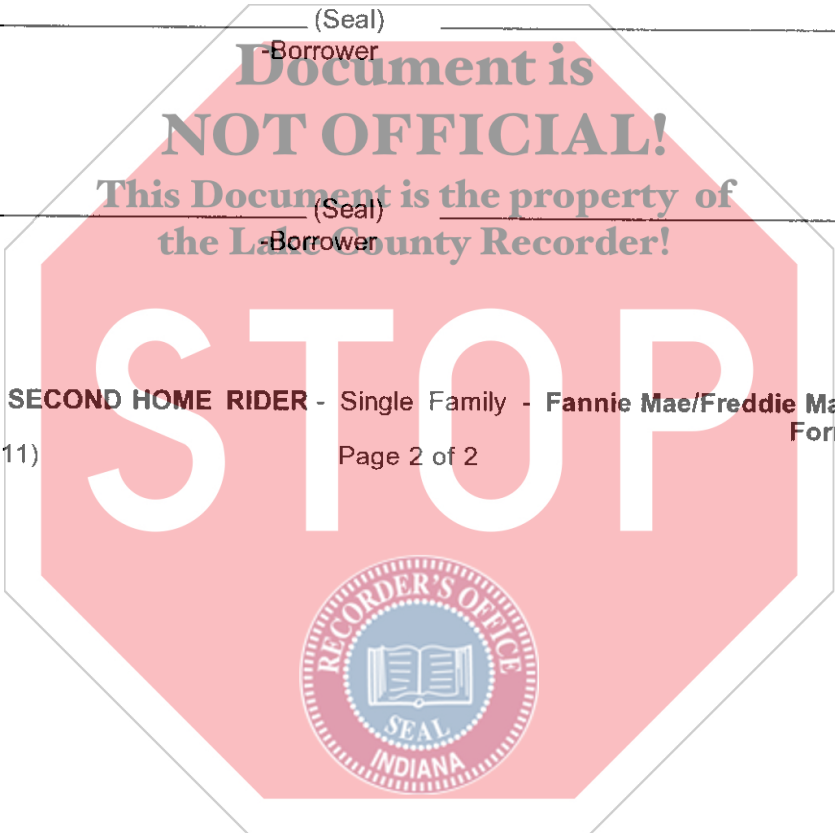 (Seal)
-Borrower
Document is
NOT OFFICIAL!
This Document is the property of
the Lake County Recorder!
(Seal)
-Borrower
SECOND HOME RIDER - Single Family - Fannie Mae/Freddie Ma
For
11)
Page 2 of 2
STOP
RECORDER'S OFFICE
SEAL
INDIANA